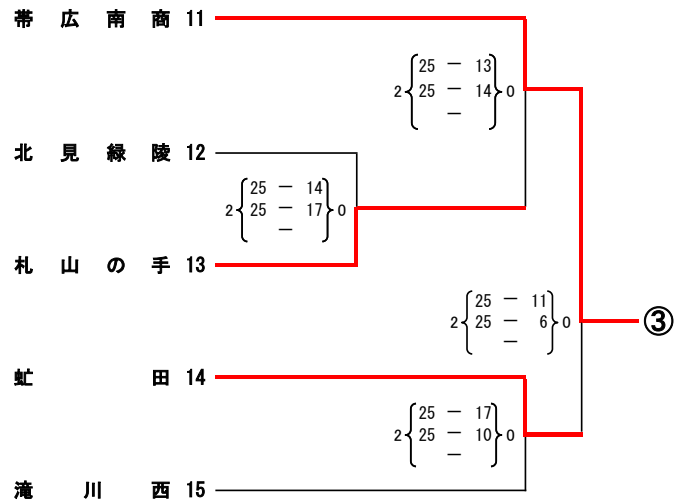 帯広南商 11
25 — 13
2 25 — 14 0
—
北見緑陵 12
25 — 14
2 25 — 17 0
—
札山の手 13
25 — 11
2 25 — 6 0
—
③
虻田 14
25 — 17
2 25 — 10 0
—
滝川西 15